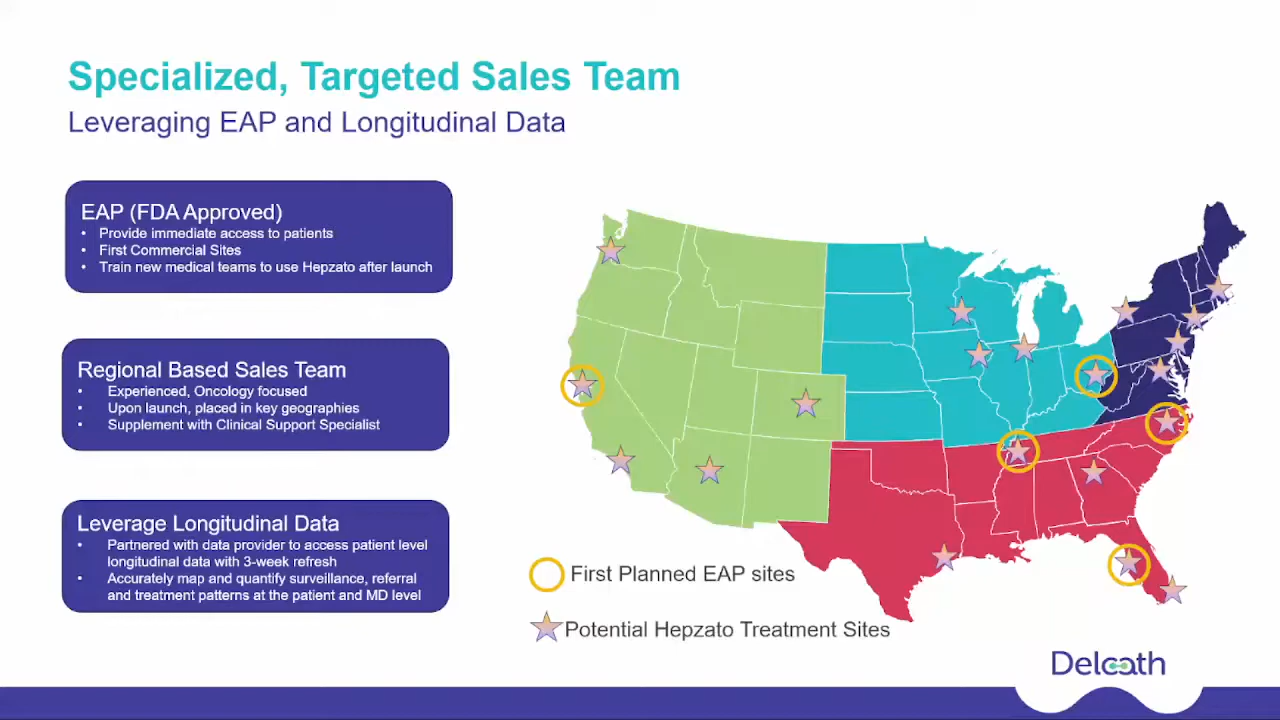 Specialized, Targeted Sales Team
Leveraging EAP and Longitudinal Data
EAP (FDA Approved)
• Provide immediate access to patients
• First Commercial Sites
• Train new medical teams to use Hepzato after launch
Regional Based Sales Team
• Experienced, Oncology focused
• Upon launch, placed in key geographies
• Supplement with Clinical Support Specialist
Leverage Longitudinal Data
• Partnered with data provider to access patient level
longitudinal data with 3-week refresh
• Accurately map and quantify surveillance, referral
and treatment patterns at the patient and MD level
First Planned EAP sites
Potential Hepzato Treatment Sites
Delcath